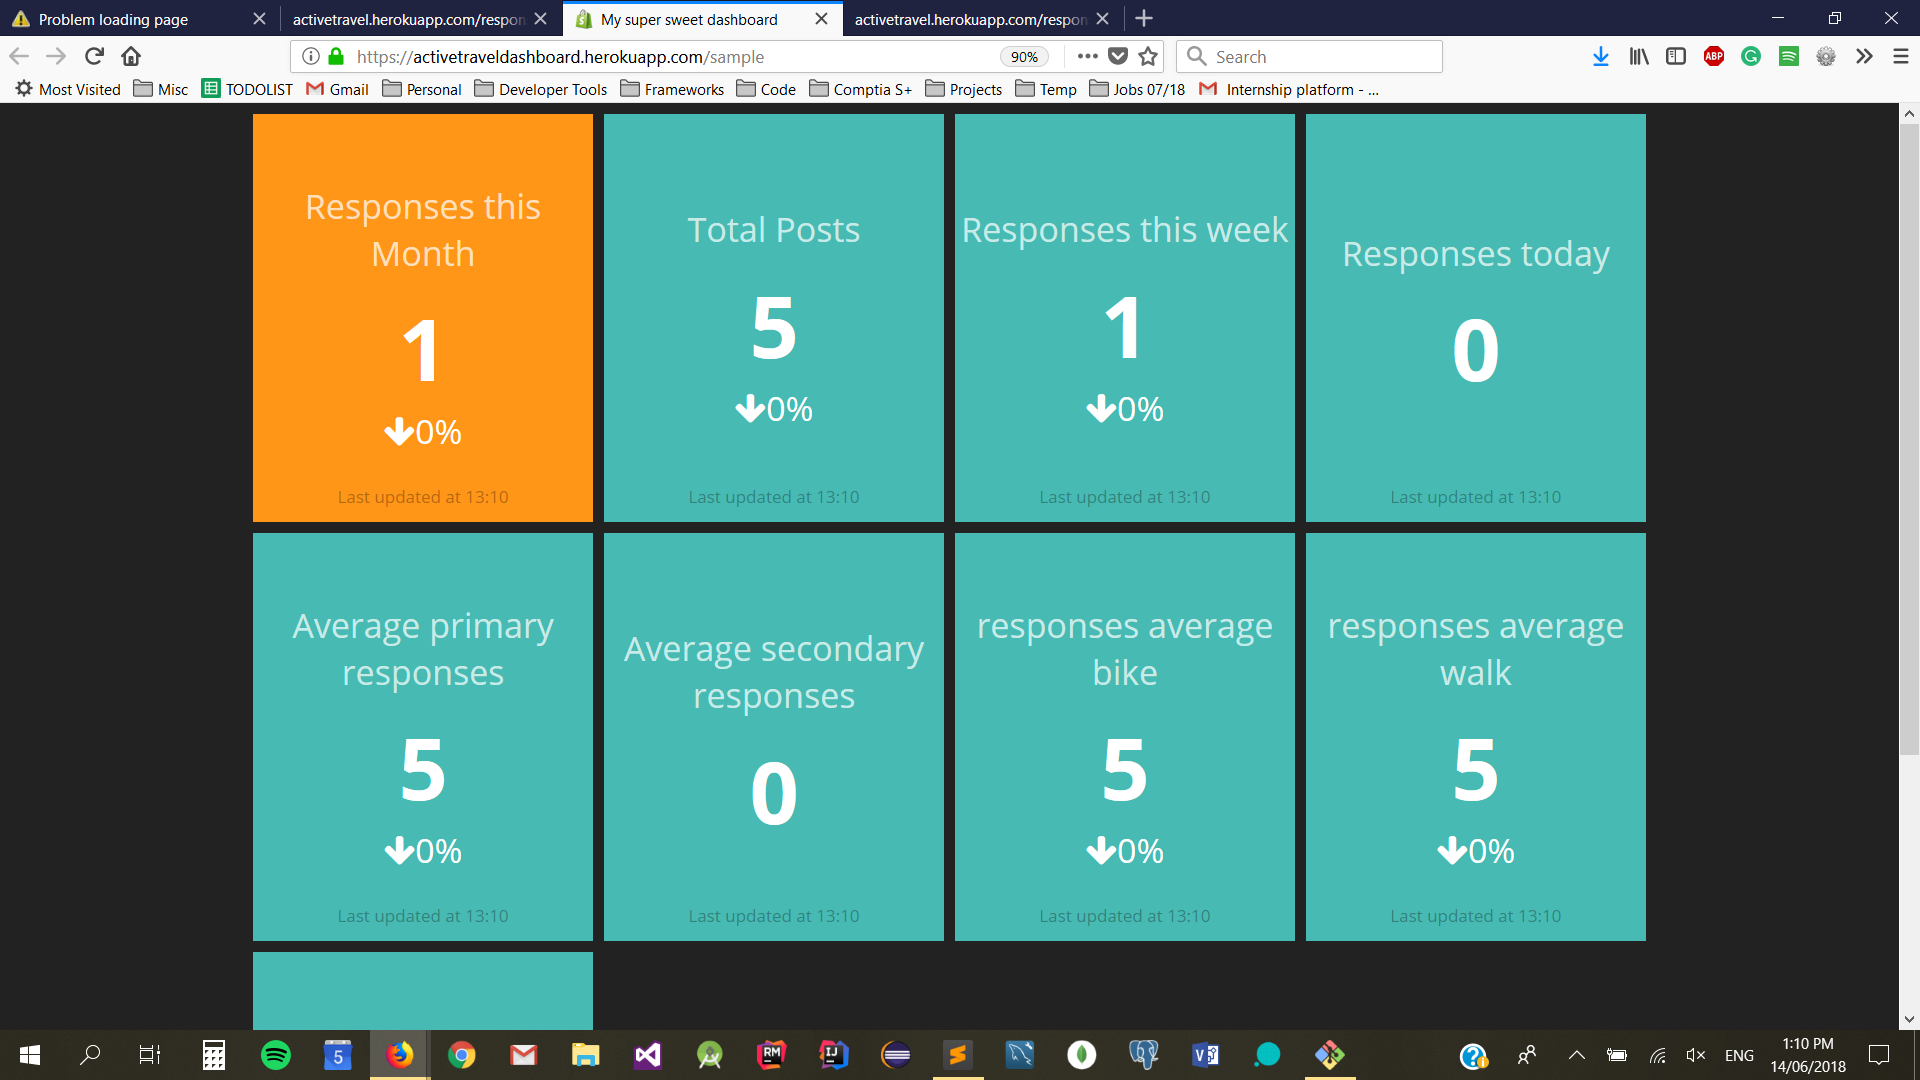 Problem loading page
activetravel.herokuapp.com/respon
My super sweet dashboard
activetravel.herokuapp.com/respon
https://activetraveldashboard.herokuapp.com/sample
90%
Search
ABP
Most Visited
Misc
TODOLIST
Gmail
Personal
Developer Tools
Frameworks
Code
Comptia S+
Projects
Temp
Jobs 07/18
Internship platform - ...
Responses this
Month
1
0%
Last updated at 13:10
Total Posts
5
0%
Last updated at 13:10
Responses this week
1
0%
Last updated at 13:10
Responses today
0
Last updated at 13:10
Average primary
responses
5
0%
Last updated at 13:10
Average secondary
responses
0
Last updated at 13:10
responses average
bike
5
0%
Last updated at 13:10
responses average
walk
5
0%
Last updated at 13:10
5
RM
IJ
ENG
1:10 PM
14/06/2018